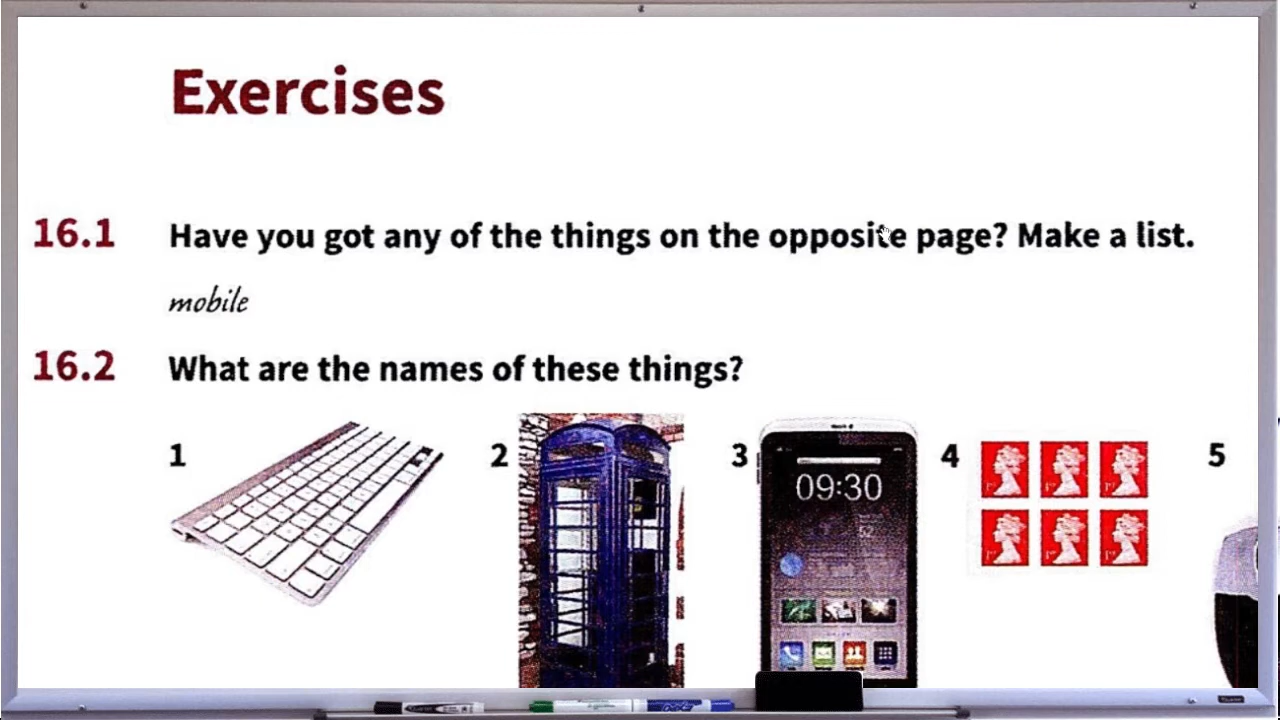 Exercises
16.1 Have you got any of the things on the opposite page? Make a list.
mobile
16.2 What are the names of these things?
1 2 3 4 5
09:30